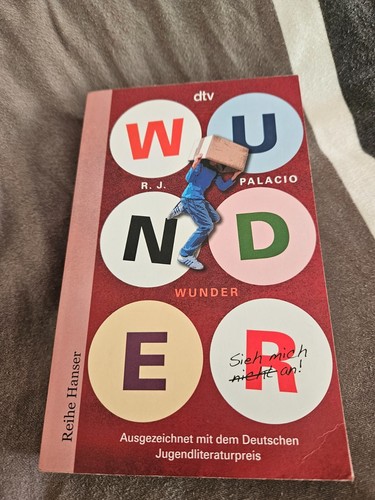 dtv
W U
R. J. PALACIO
N D
WUNDER
E R
Sieh mich
nicht an!
Ausgezeichnet mit dem Deutschen
Jugendliteraturpreis
Reihe Hanser